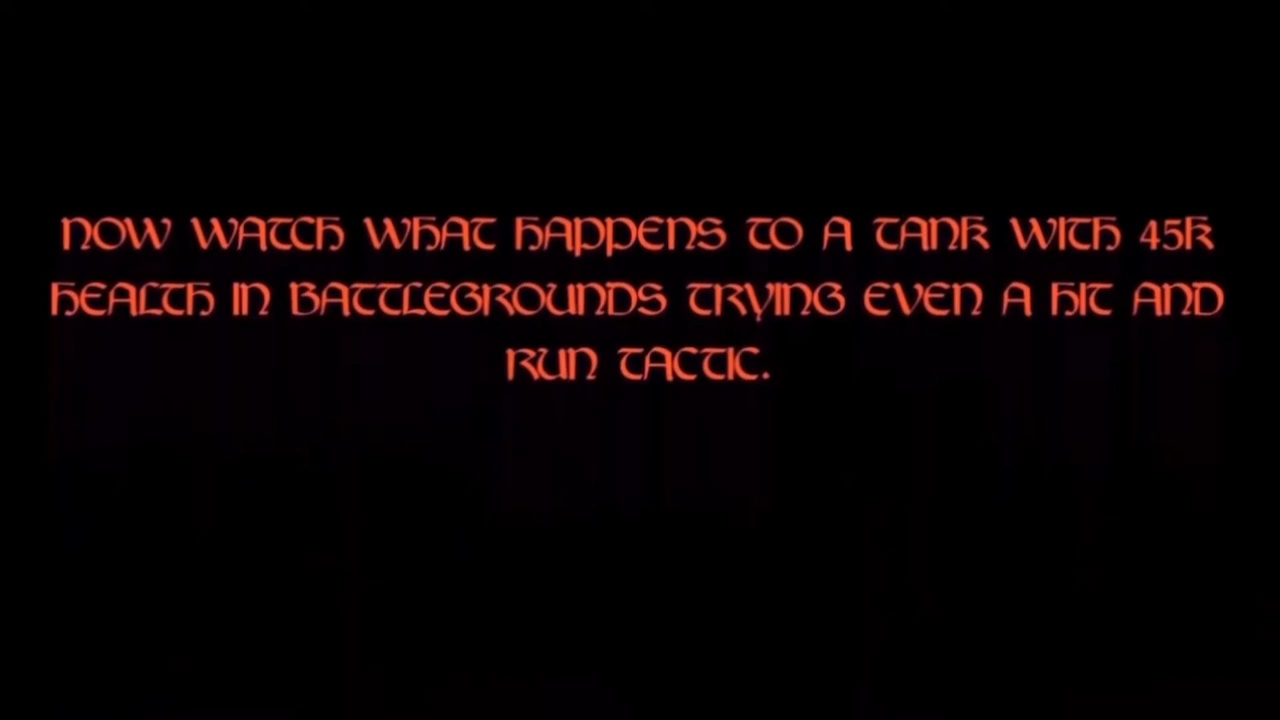 NOW WATCH WHAT HAPPENS TO A TANK WITH 45K
HEALTH IN BATTLEGROUNDS TRYING EVEN A HIT AND
RUN TACTIC.